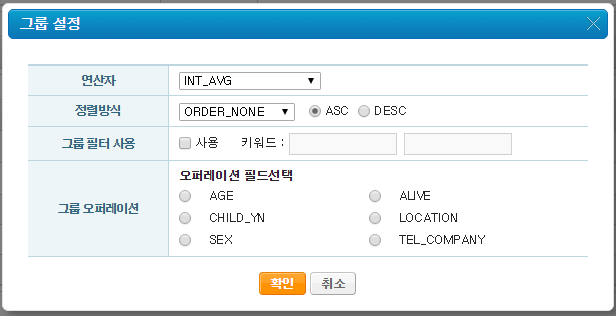 그룹 설정
연산자 INT_AVG
정렬방식 ORDER_NONE ASC DESC
그룹 필터 사용 사용 키워드 :
그룹 오퍼레이션 오퍼레이션 필드선택
AGE ALIVE
CHILD_YN LOCATION
SEX TEL_COMPANY
확인 취소